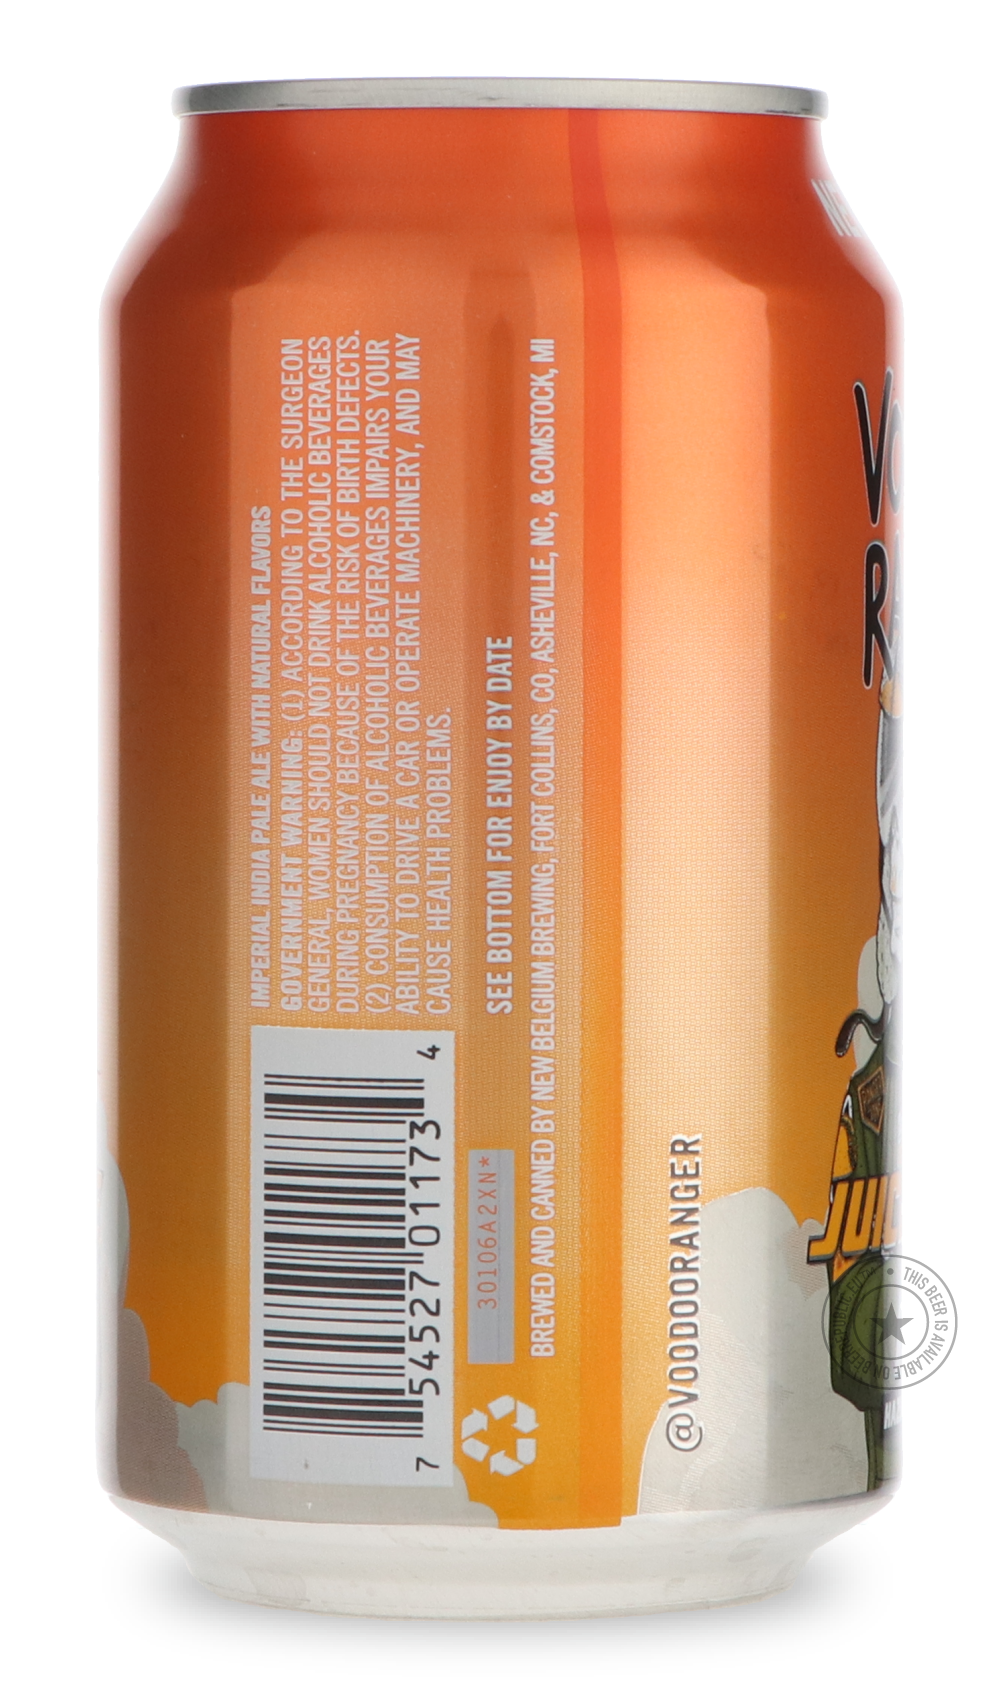 IMPERIAL INDIA PALE ALE WITH NATURAL FLAVORS
GOVERNMENT WARNING: (1) ACCORDING TO THE SURGEON
GENERAL, WOMEN SHOULD NOT DRINK ALCOHOLIC BEVERAGES
DURING PREGNANCY BECAUSE OF THE RISK OF BIRTH DEFECTS.
(2) CONSUMPTION OF ALCOHOLIC BEVERAGES IMPAIRS YOUR
ABILITY TO DRIVE A CAR OR OPERATE MACHINERY, AND MAY
CAUSE HEALTH PROBLEMS.
7 54527 01173 4
SEE BOTTOM FOR ENJOY BY DATE
30106A2XN*
BREWED AND CANNED BY NEW BELGIUM BREWING, FORT COLLINS, CO, ASHEVILLE, NC, & COMSTOCK, MI
@VOODOORANGER
THIS BEER IS AVAILABLE ON